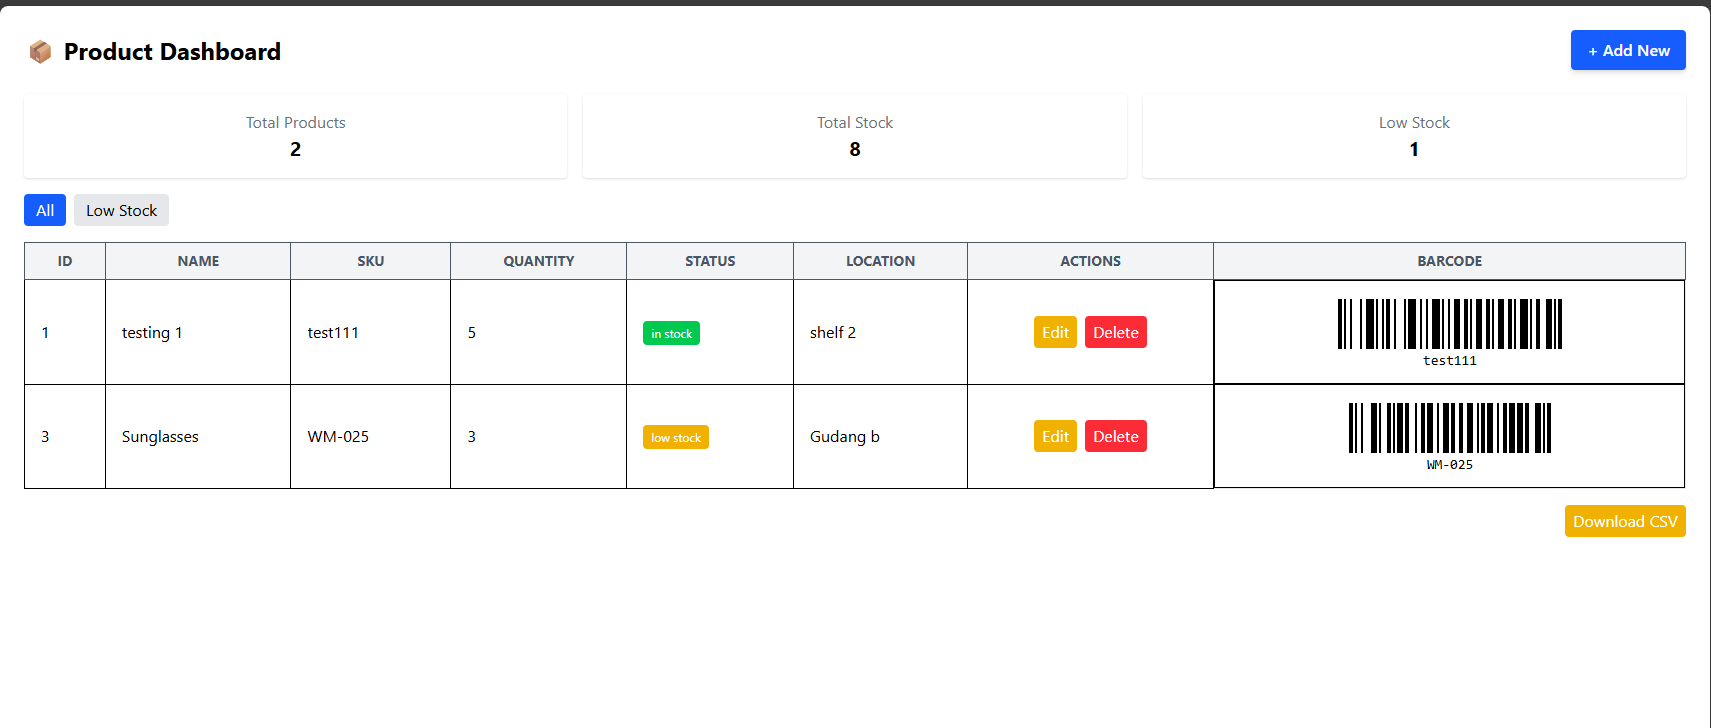 📦 Product Dashboard
+ Add New
Total Products
2
Total Stock
8
Low Stock
1
All Low Stock
ID NAME SKU QUANTITY STATUS LOCATION ACTIONS BARCODE
1 testing 1 test111 5 in stock shelf 2 Edit Delete test111
3 Sunglasses WM-025 3 low stock Gudang b Edit Delete WM-025
Download CSV